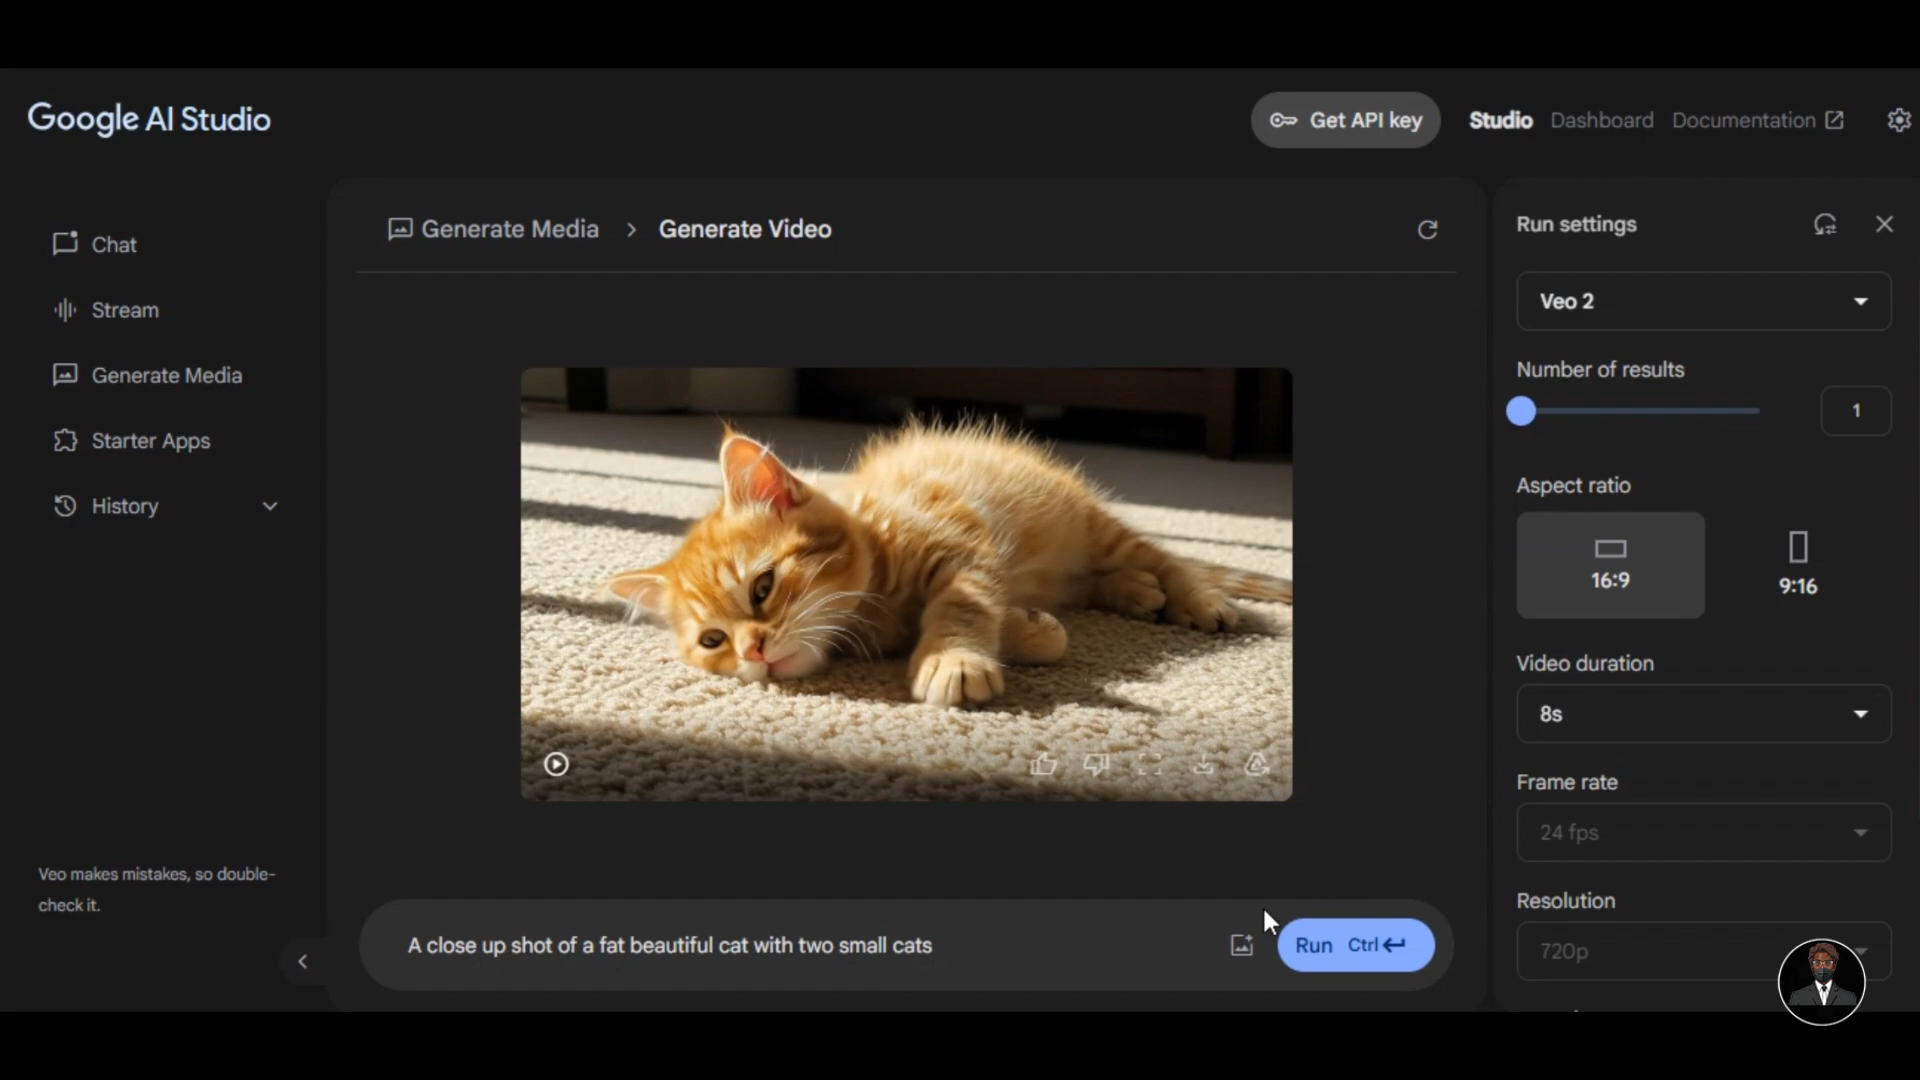 Google AI Studio
Get API key
Studio
Dashboard
Documentation
Chat
Stream
Generate Media
Starter Apps
History
Veo makes mistakes, so double-
check it.
Generate Media > Generate Video
A close up shot of a fat beautiful cat with two small cats
Run Ctrl
Run settings
Veo 2
Number of results
1
Aspect ratio
16:9
9:16
Video duration
8s
Frame rate
24 fps
Resolution
720p